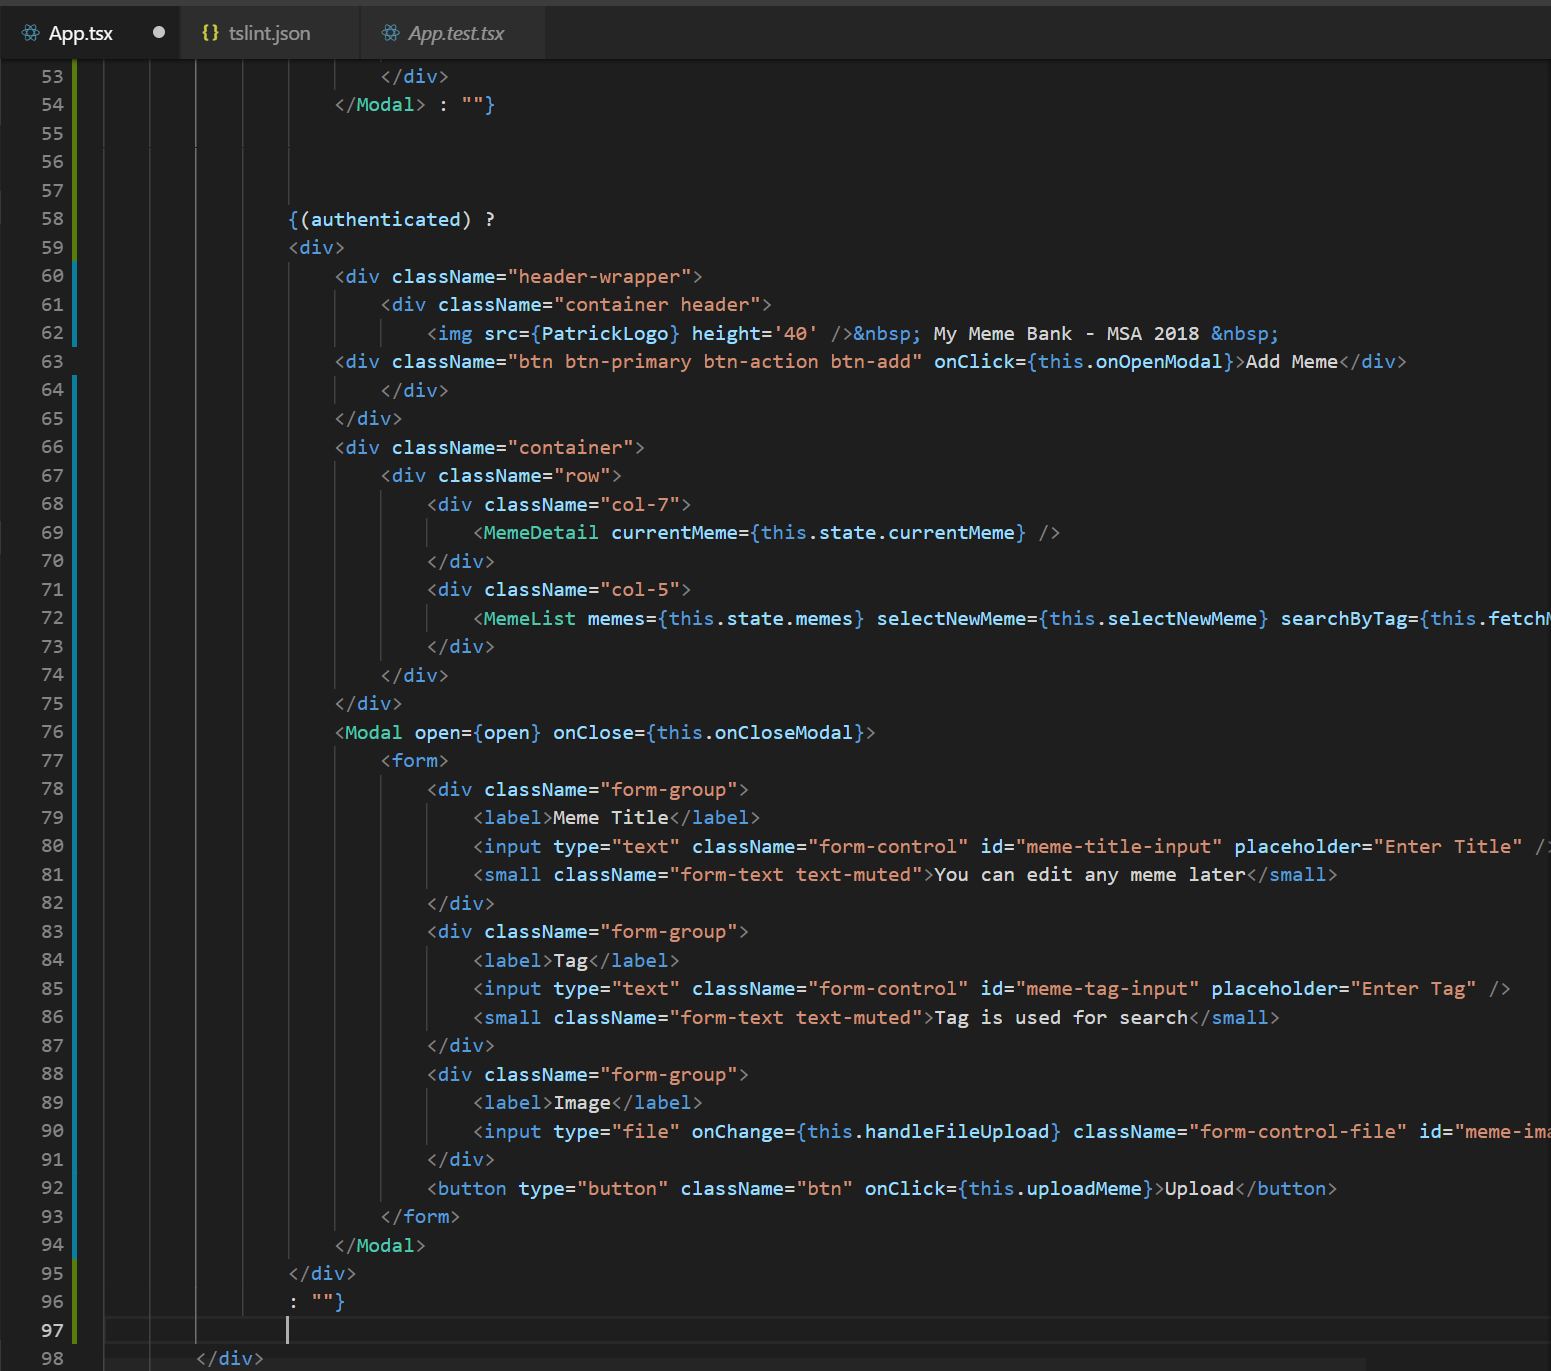 App.tsx ● {} tslint.json App.test.tsx
53 </div>
54 </Modal> : ""}
55
56
57
58 {(authenticated) ?
59 <div>
60 <div className="header-wrapper">
61 <div className="container header">
62 <img src={PatrickLogo} height='40' />&nbsp; My Meme Bank - MSA 2018 &nbsp;
63 <div className="btn btn-primary btn-action btn-add" onClick={this.onOpenModal}>Add Meme</div>
64 </div>
65 </div>
66 <div className="container">
67 <div className="row">
68 <div className="col-7">
69 <MemeDetail currentMeme={this.state.currentMeme} />
70 </div>
71 <div className="col-5">
72 <MemeList memes={this.state.memes} selectNewMeme={this.selectNewMeme} searchByTag={this.fetchM
73 </div>
74 </div>
75 </div>
76 <Modal open={open} onClose={this.onCloseModal}>
77 <form>
78 <div className="form-group">
79 <label>Meme Title</label>
80 <input type="text" className="form-control" id="meme-title-input" placeholder="Enter Title" />
81 <small className="form-text text-muted">You can edit any meme later</small>
82 </div>
83 <div className="form-group">
84 <label>Tag</label>
85 <input type="text" className="form-control" id="meme-tag-input" placeholder="Enter Tag" />
86 <small className="form-text text-muted">Tag is used for search</small>
87 </div>
88 <div className="form-group">
89 <label>Image</label>
90 <input type="file" onChange={this.handleFileUpload} className="form-control-file" id="meme-ima
91 </div>
92 <button type="button" className="btn" onClick={this.uploadMeme}>Upload</button>
93 </form>
94 </Modal>
95 </div>
96 : ""}
97
98 </div>